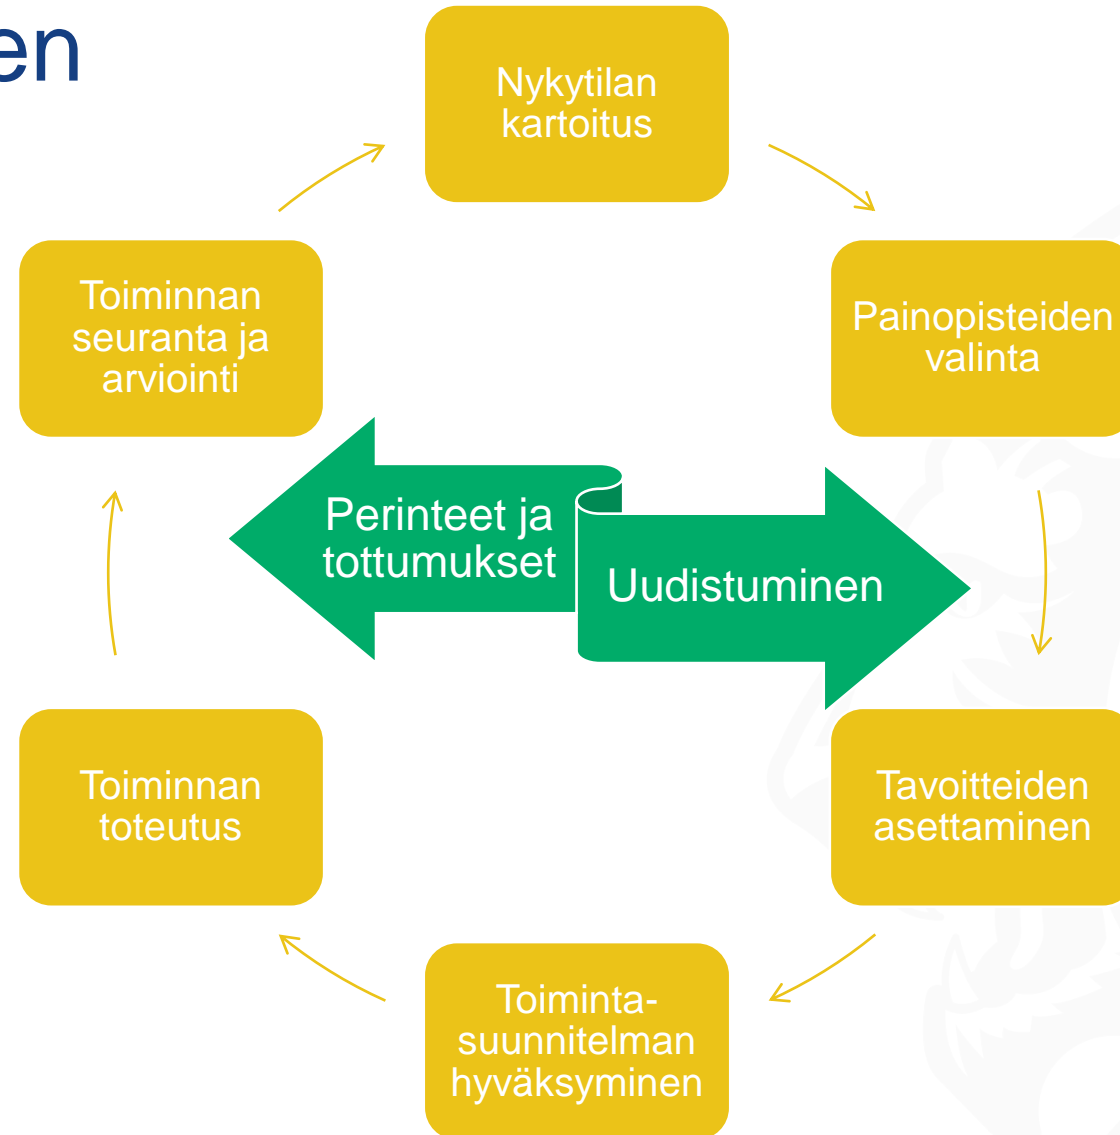 en
Nykytilan
kartoitus
Painopisteiden
valinta
Tavoitteiden
asettaminen
Toiminta-
suunnitelman
hyväksyminen
Toiminnan
toteutus
Toiminnan
seuranta ja
arviointi
Perinteet ja
tottumukset
Uudistuminen